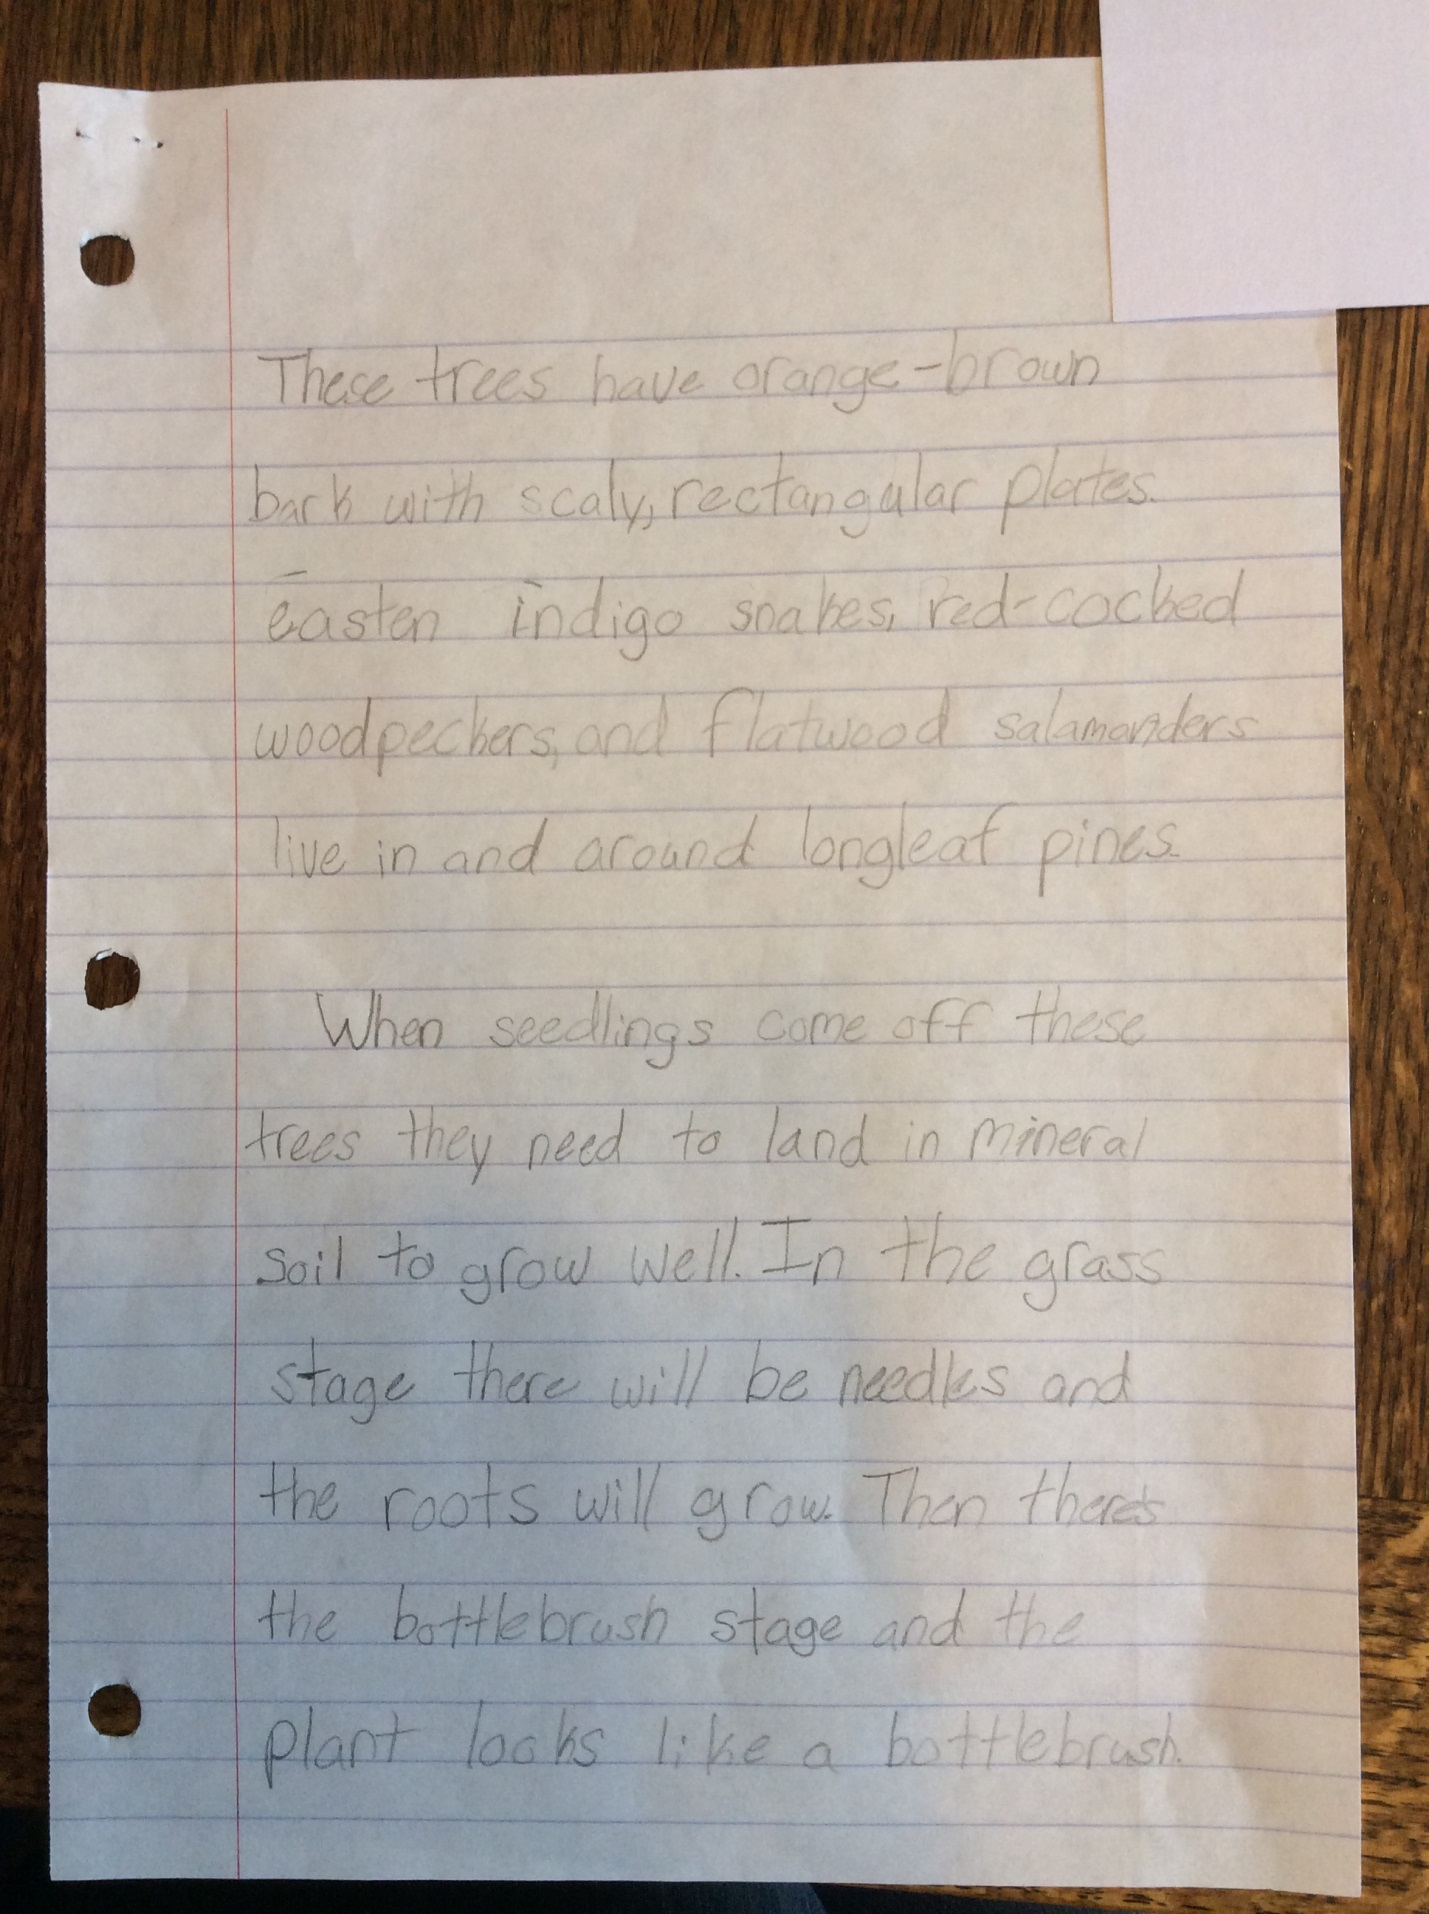 These trees have orange-brown
bark with scaly, rectangular plates.
easten indigo snakes, red-cocked
woodpeckers, and flatwood salamanders
live in and around longleaf pines.
When seedlings come off these
trees they need to land in mineral
soil to grow well. In the grass
stage there will be needles and
the roots will grow. Then there's
the bottlebrush stage and the
plant looks like a bottlebrush.